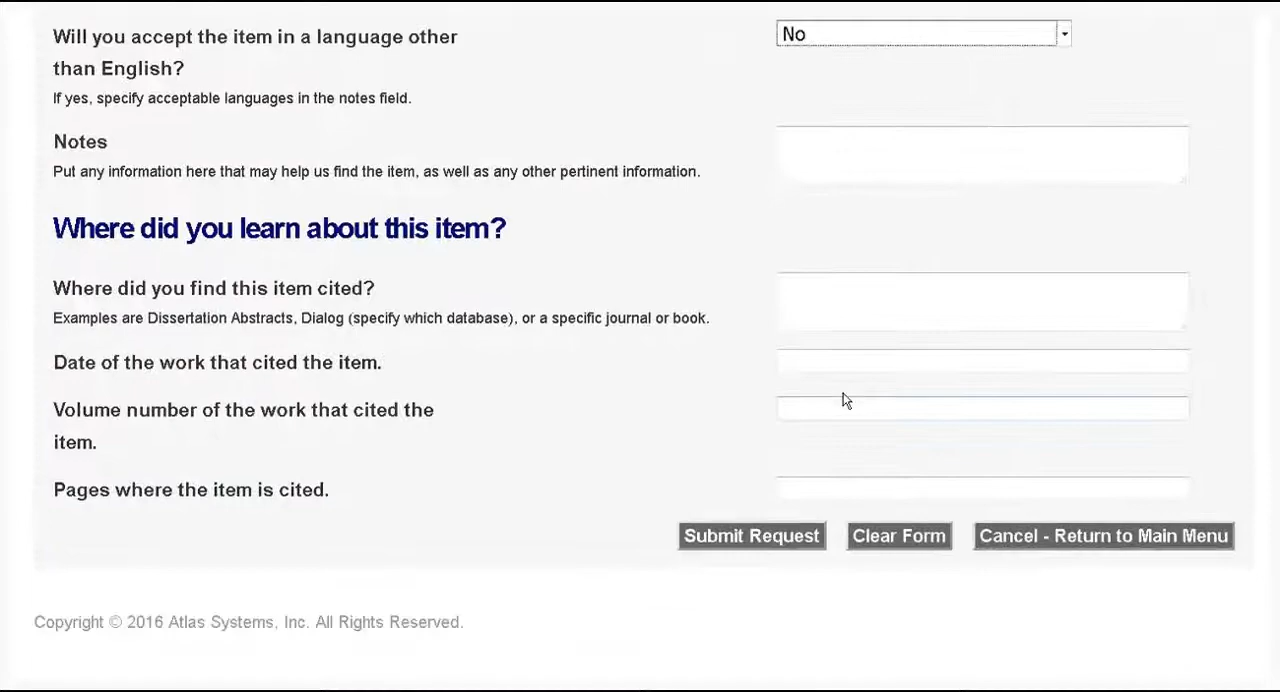 Will you accept the item in a language other
than English?
No
If yes, specify acceptable languages in the notes field.
Notes
Put any information here that may help us find the item, as well as any other pertinent information.
Where did you learn about this item?
Where did you find this item cited?
Examples are Dissertation Abstracts, Dialog (specify which database), or a specific journal or book.
Date of the work that cited the item.
Volume number of the work that cited the
item.
Pages where the item is cited.
Submit Request Clear Form Cancel - Return to Main Menu
Copyright © 2016 Atlas Systems, Inc. All Rights Reserved.